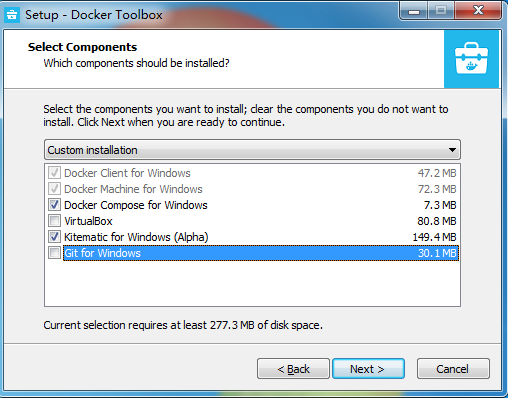 Setup - Docker Toolbox
Select Components
Which components should be installed?
Select the components you want to install; clear the components you do not want to
install. Click Next when you are ready to continue.
Custom installation
Docker Client for Windows 47.2 MB
Docker Machine for Windows 72.3 MB
Docker Compose for Windows 7.3 MB
VirtualBox 80.8 MB
Kitematic for Windows (Alpha) 149.4 MB
Git for Windows 30.1 MB
Current selection requires at least 277.3 MB of disk space.
< Back Next > Cancel